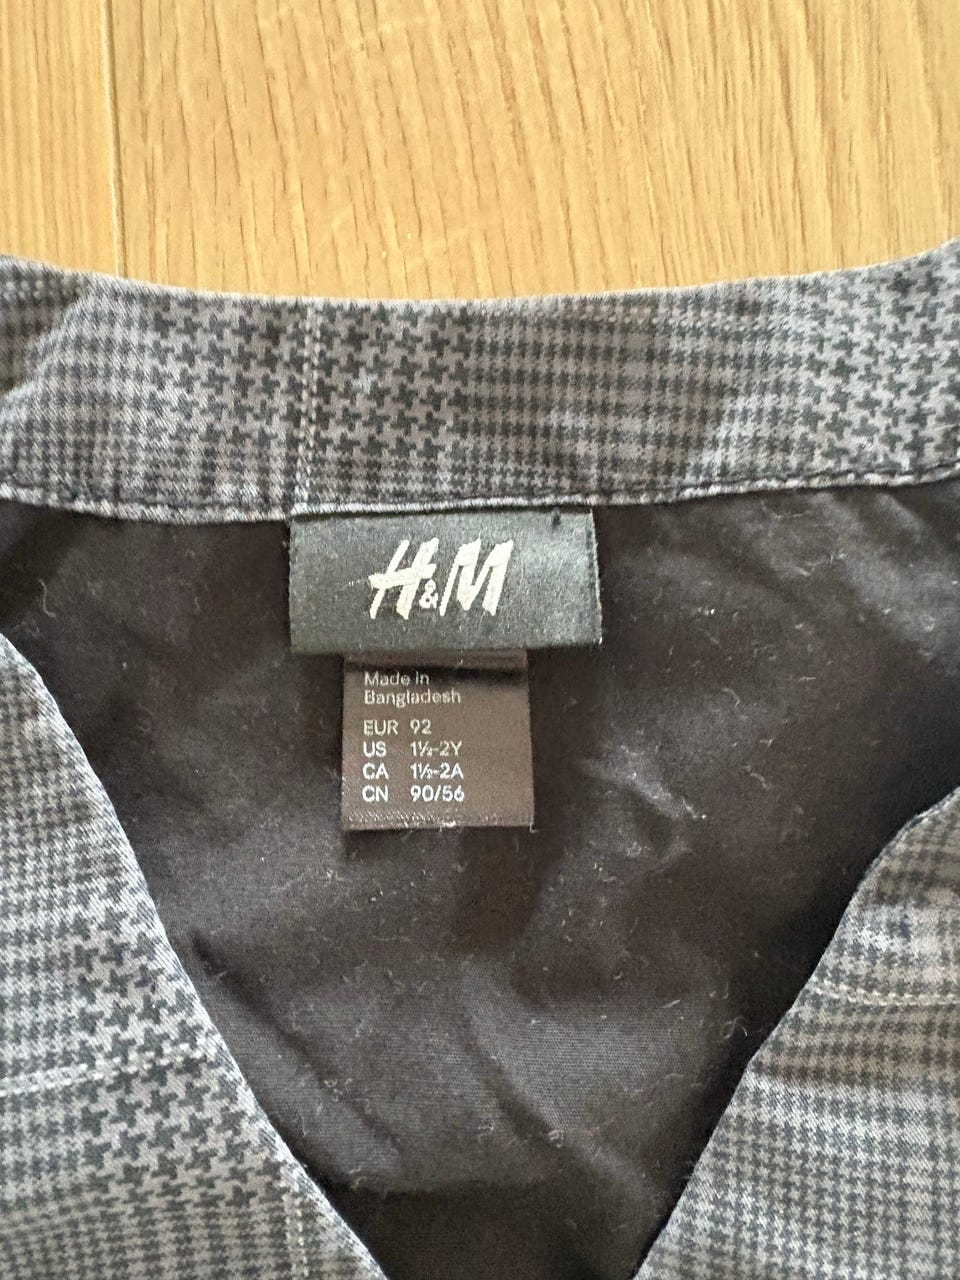 H&M
Made in
Bangladesh
EUR 92
US 1½-2Y
CA 1½-2A
CN 90/56